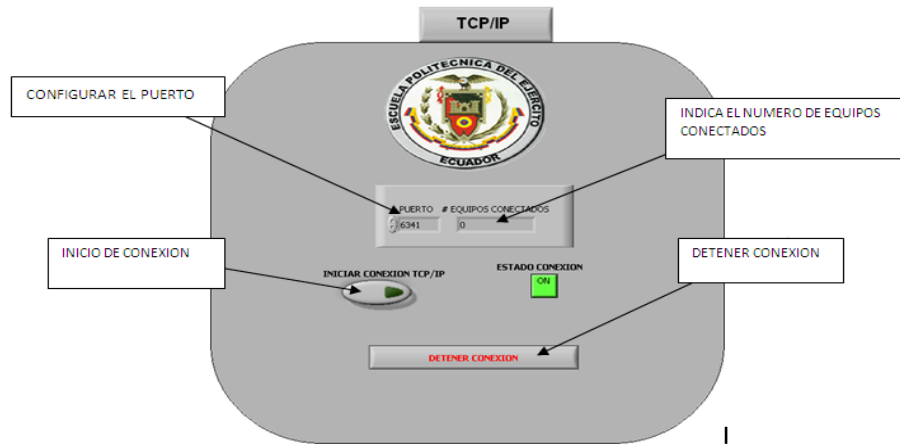 TCP/IP
ESCUELA POLITECNICA DEL EJERCITO
ECUADOR
CONFIGURAR EL PUERTO
INDICA EL NUMERO DE EQUIPOS
CONECTADOS
PUERTO # EQUIPOS CONECTADOS
6341 0
INICIO DE CONEXION
DETENER CONEXION
INICIAR CONEXION TCP/IP
ESTADO CONEXION
ON
DETENER CONEXION